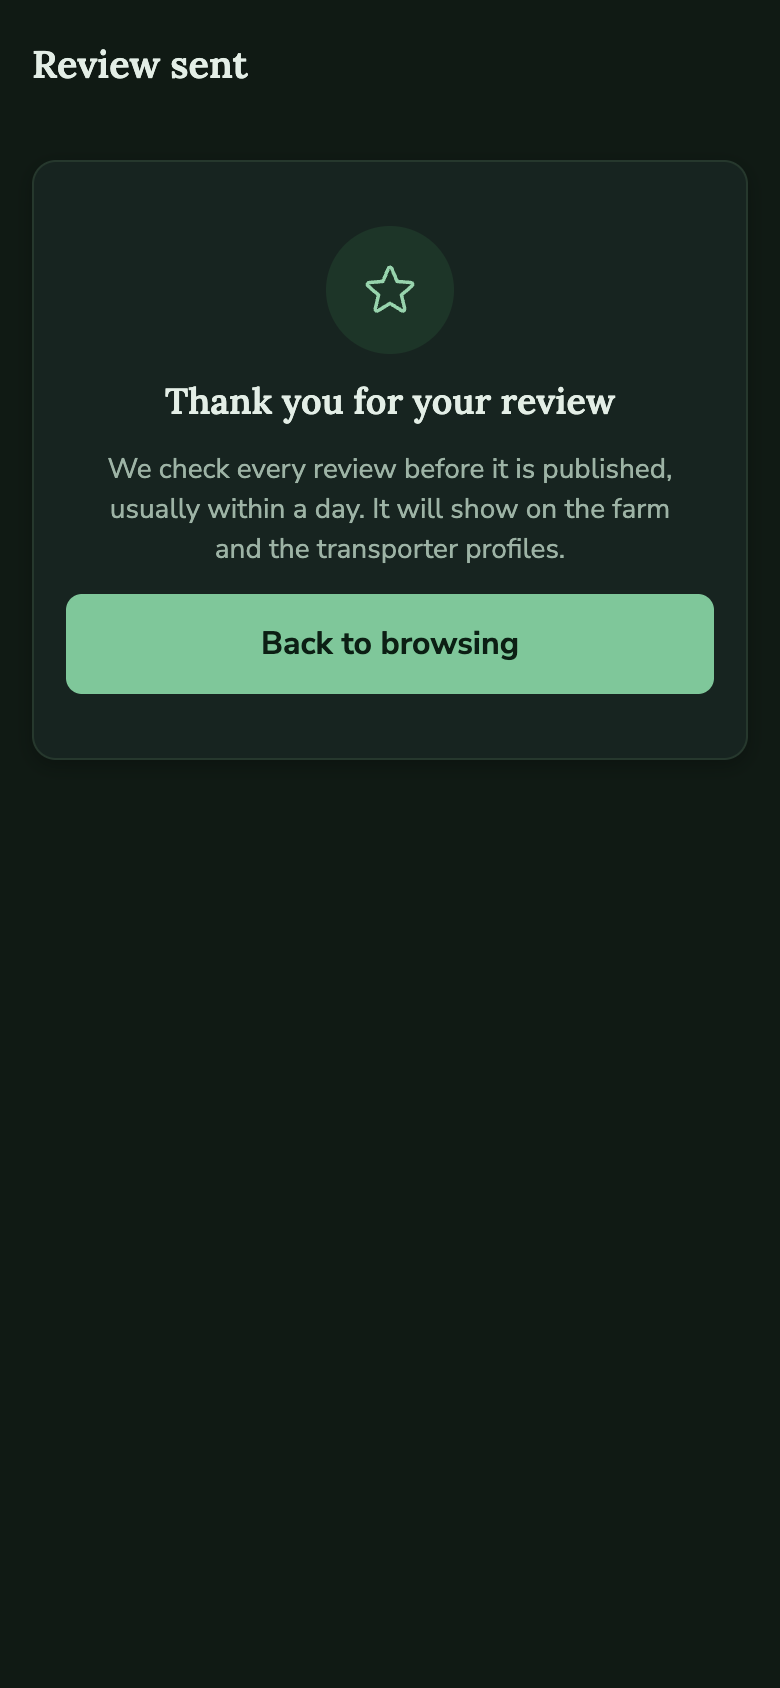 Review sent
Thank you for your review
We check every review before it is published,
usually within a day. It will show on the farm
and the transporter profiles.
Back to browsing